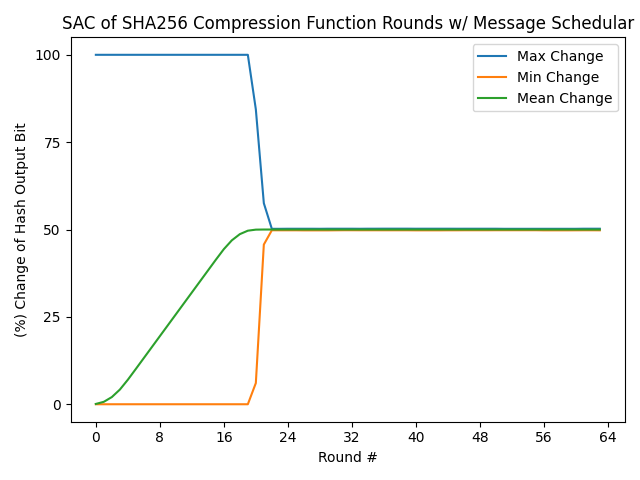 SAC of SHA256 Compression Function Rounds w/ Message Schedular
Max Change
Min Change
Mean Change
(%) Change of Hash Output Bit
100
75
50
25
0
0 8 16 24 32 40 48 56 64
Round #